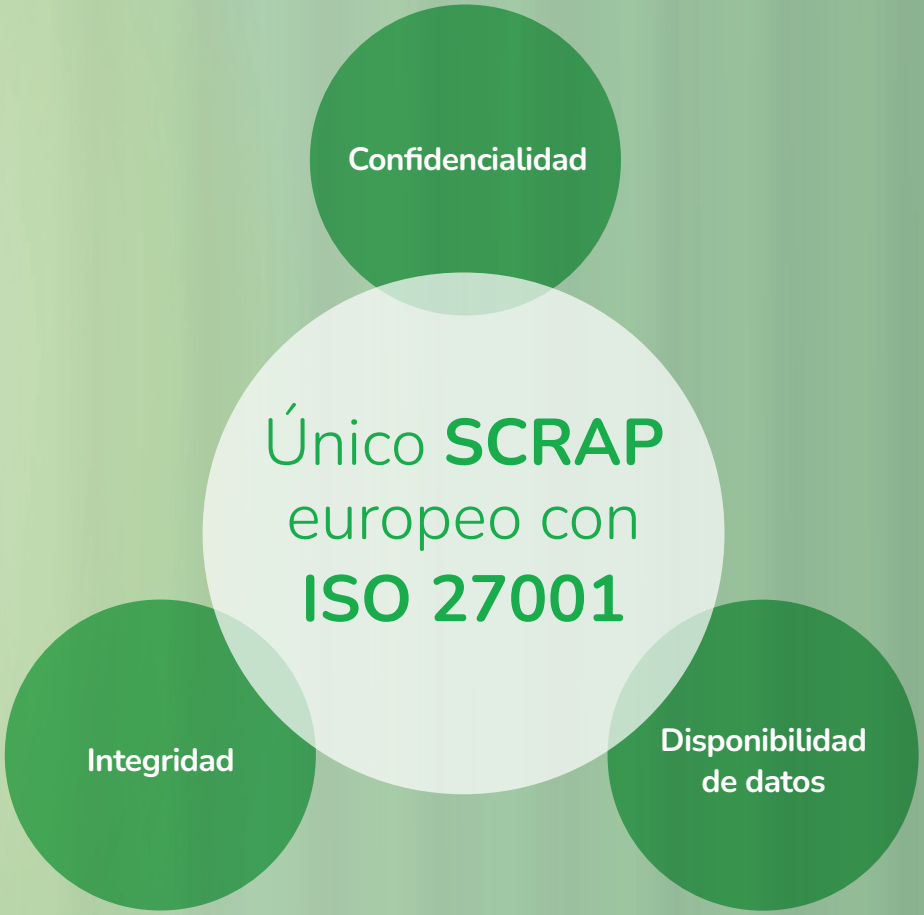 Confidencialidad
Único SCRAP
europeo con
ISO 27001
Integridad
Disponibilidad
de datos